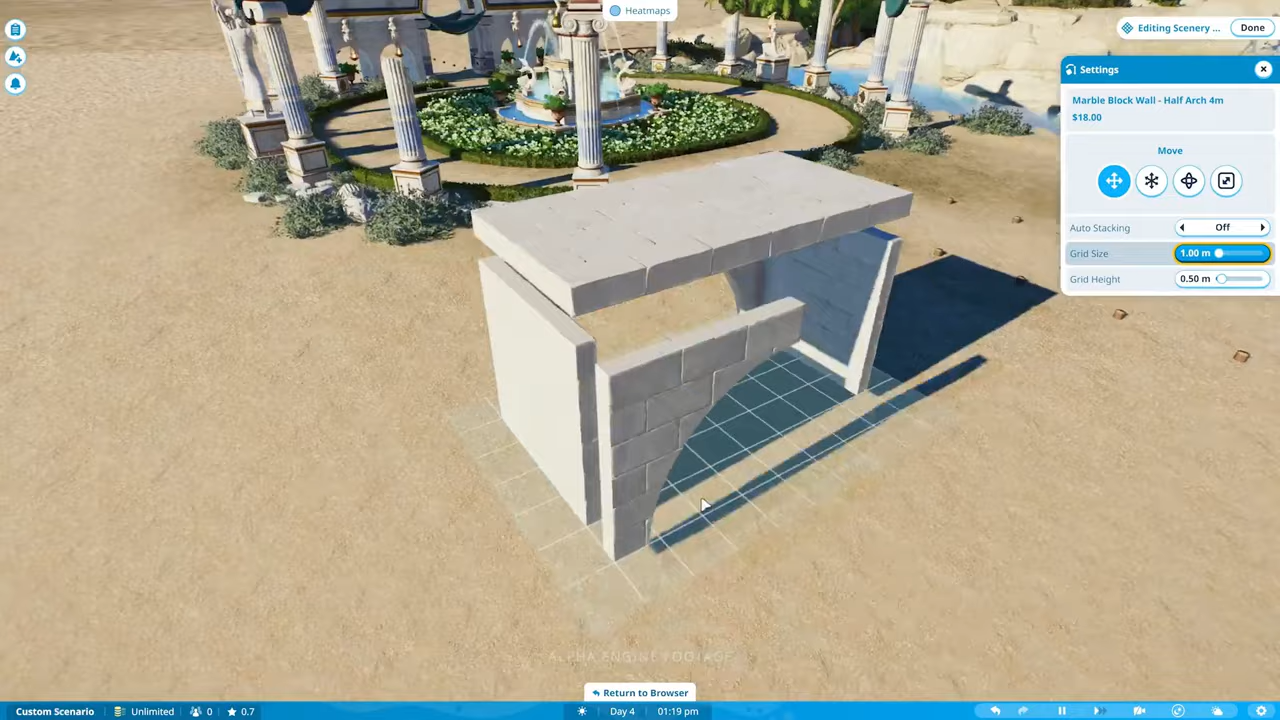 Heatmaps
Editing Scenery ...
Done
Settings
Marble Block Wall - Half Arch 4m
$18.00
Move
Auto Stacking
Off
Grid Size
1.00 m
Grid Height
0.50 m
ALPHA ENGINE FOOTAGE
Return to Browser
Custom Scenario
Unlimited
0
0.7
Day 4
01:19 pm